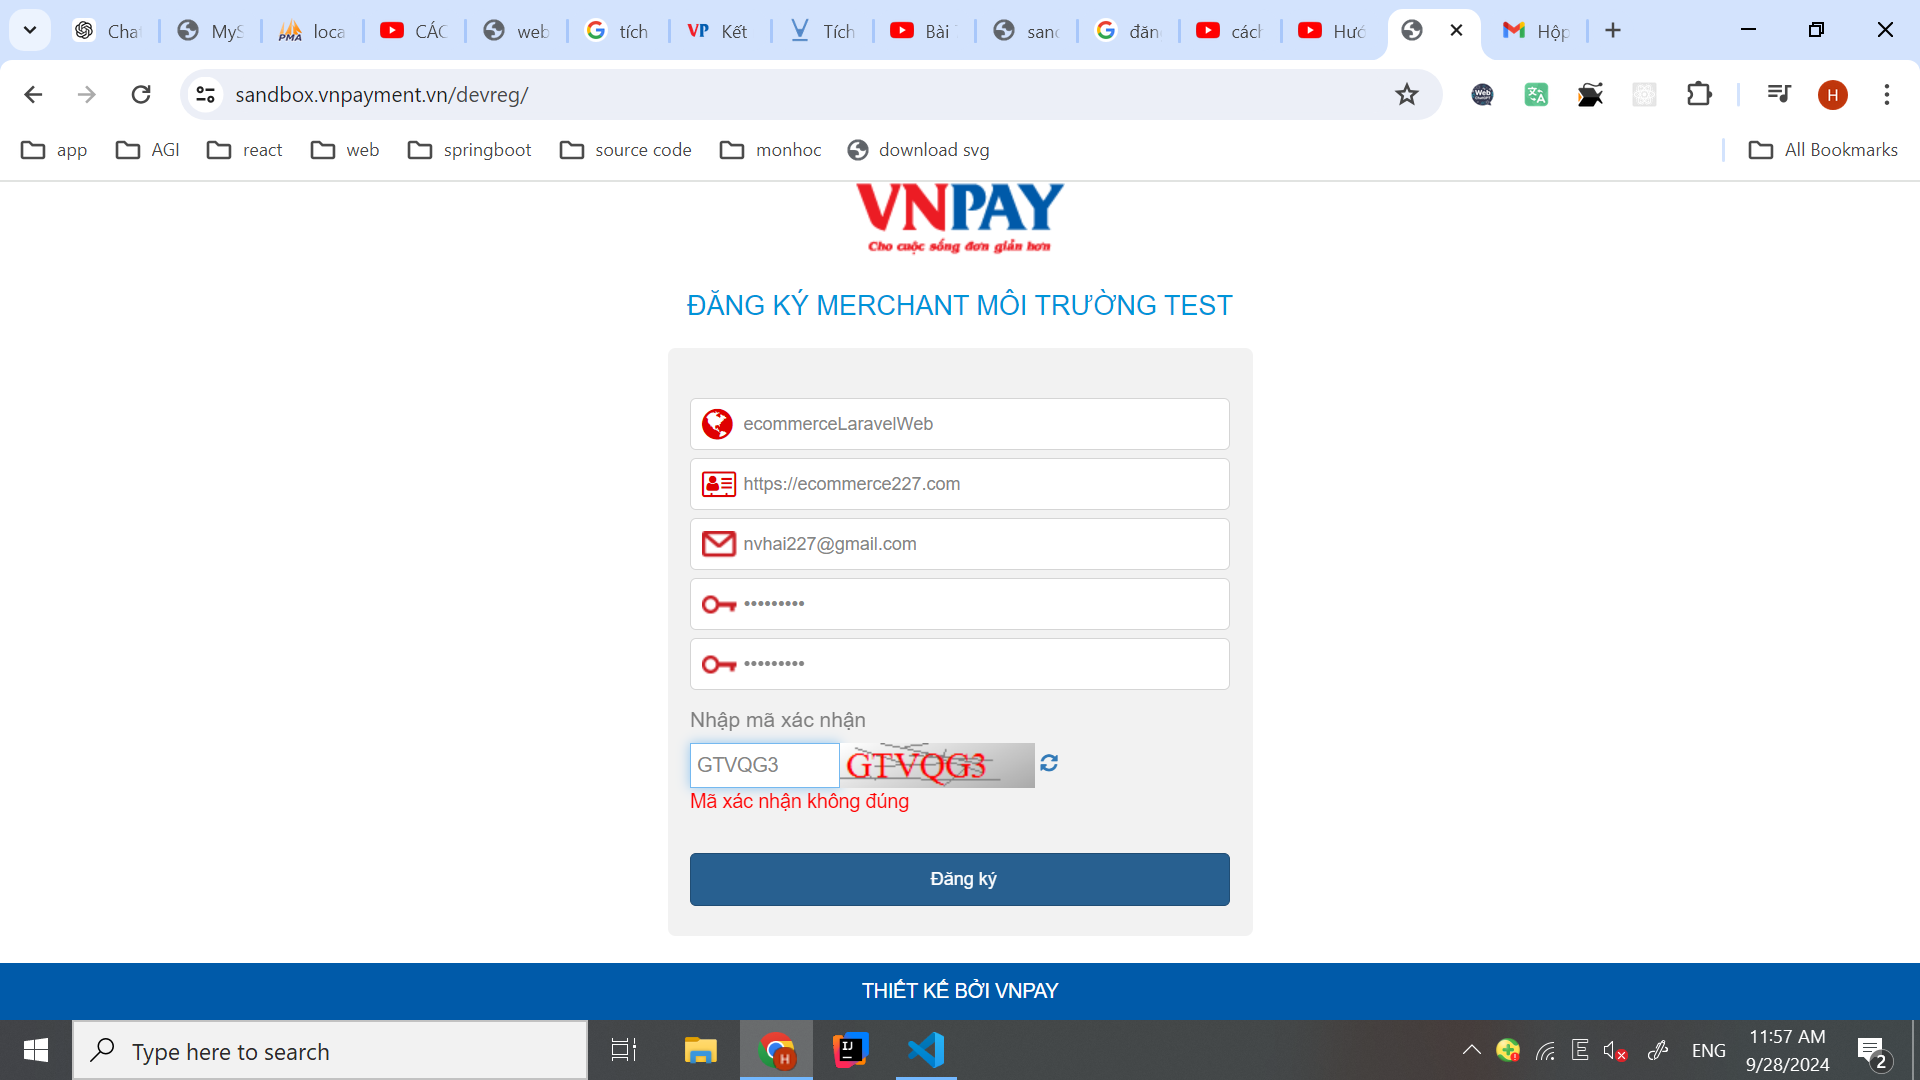 Chat
MyS
loca
CÁC
web
tích
VP Kết
Tích
Bài
sand
đăn
cách
Hướ
Hộp
sandbox.vnpayment.vn/devreg/
H
app
AGI
react
web
springboot
source code
monhoc
download svg
All Bookmarks
VNPAY
Cho cuộc sống đơn giản hơn
ĐĂNG KÝ MERCHANT MÔI TRƯỜNG TEST
ecommerceLaravelWeb
https://ecommerce227.com
nvhai227@gmail.com
•••••••••
•••••••••
Nhập mã xác nhận
GTVQG3 GTVQG3
Mã xác nhận không đúng
Đăng ký
THIẾT KẾ BỞI VNPAY
Type here to search
ENG
11:57 AM
9/28/2024
2